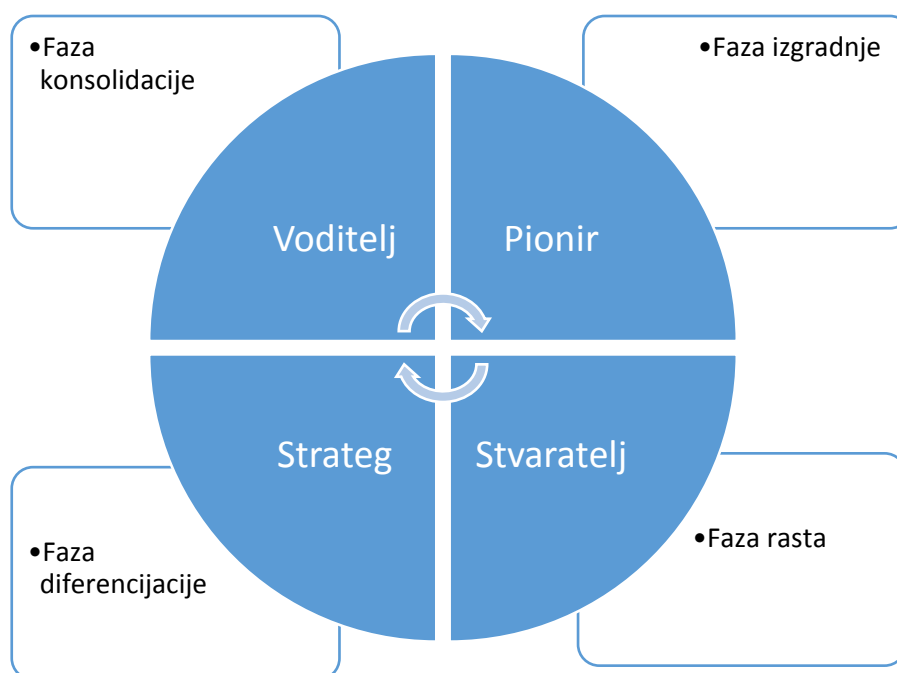 •Faza
konsolidacije
•Faza izgradnje
Voditelj
Pionir
Strateg
Stvaratelj
•Faza
diferencijacije
•Faza rasta